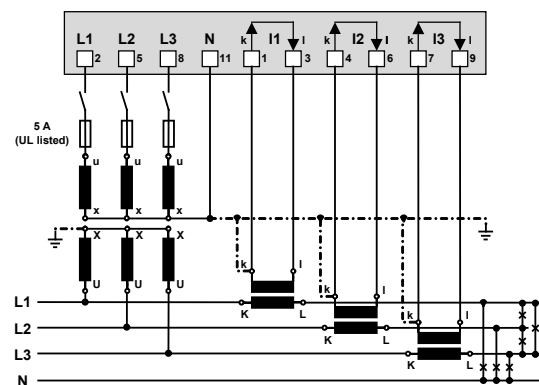 L1 L2 L3 N k I1 l k I2 l k I3 l
2 5 8 11 1 3 4 6 7 9
5 A
(UL listed)
u u u
x x x
X X X
U U U
k l
k l
k l
L1 K L
L2 K L
L3 K L
N